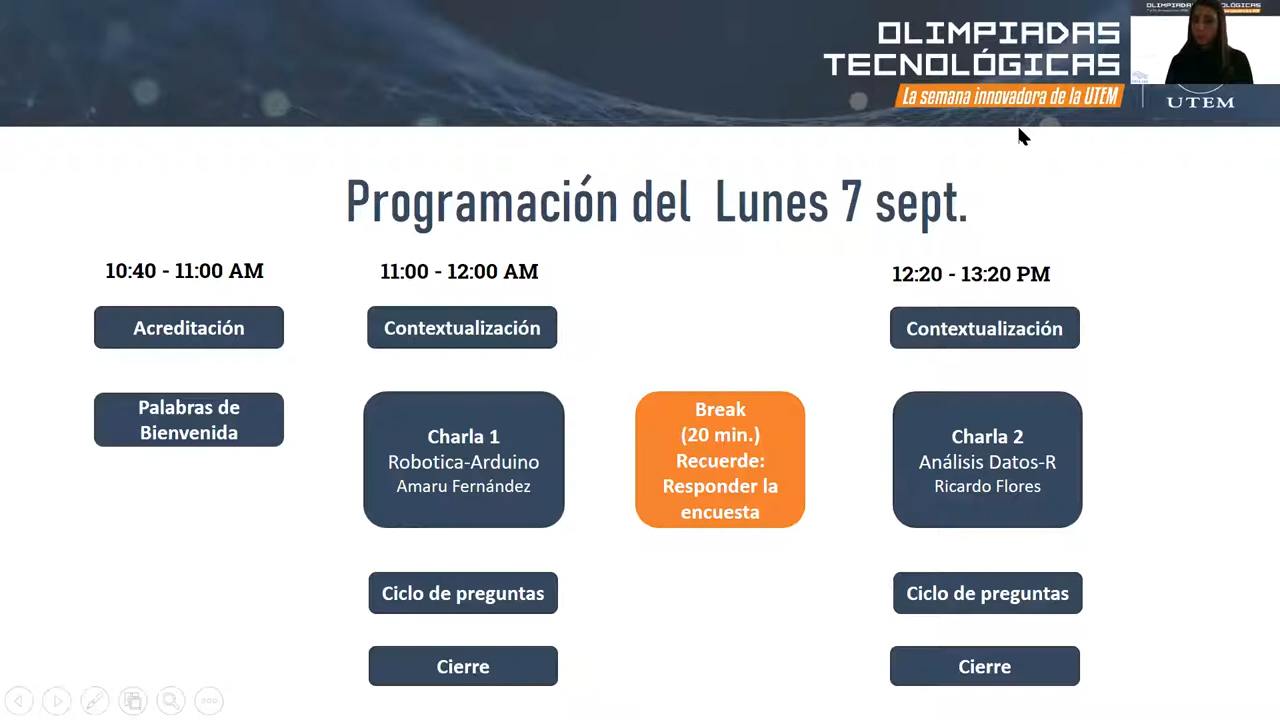 OLIMPIADAS
TECNOLÓGICAS
La semana innovadora de la UTEM
UTEM
Programación del Lunes 7 sept.
10:40 - 11:00 AM
Acreditación
Palabras de
Bienvenida
11:00 - 12:00 AM
Contextualización
Charla 1
Robotica-Arduino
Amaru Fernández
Ciclo de preguntas
Cierre
Break
(20 min.)
Recuerde:
Responder la
encuesta
12:20 - 13:20 PM
Contextualización
Charla 2
Análisis Datos-R
Ricardo Flores
Ciclo de preguntas
Cierre